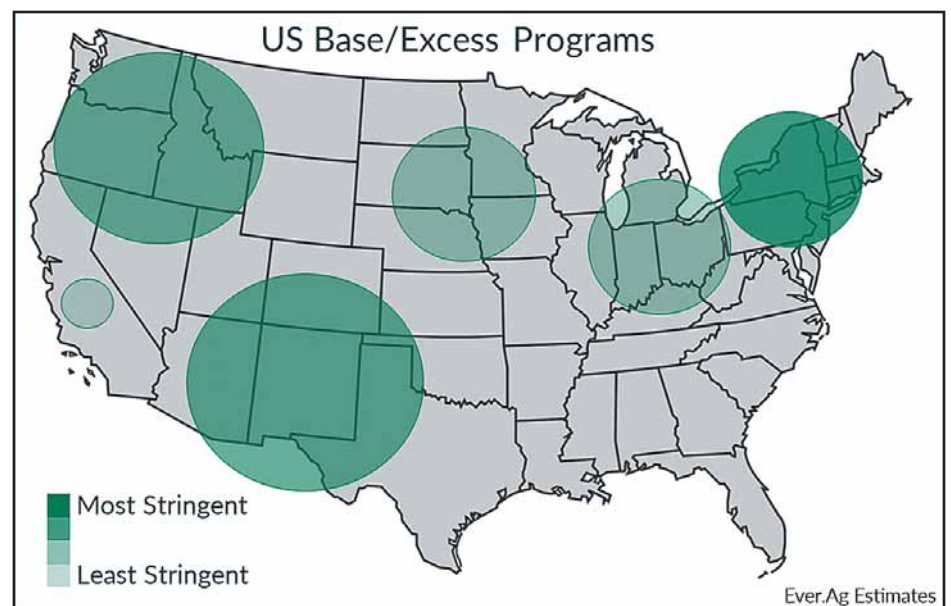 US Base/Excess Programs
Most Stringent
Least Stringent
Ever.Ag Estimates